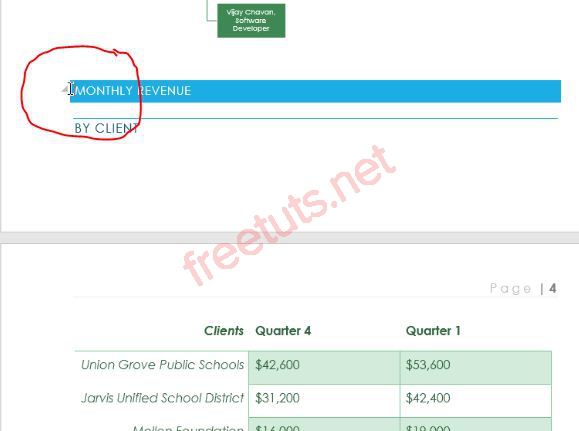 Vijay Chavan,
Software
Developer
MONTHLY REVENUE
BY CLIENT
freetuts.net
Page | 4
Clients Quarter 4 Quarter 1
Union Grove Public Schools $42,600 $53,600
Jarvis Unified School District $31,200 $42,400
Mellen Foundation $16,000 $19,000